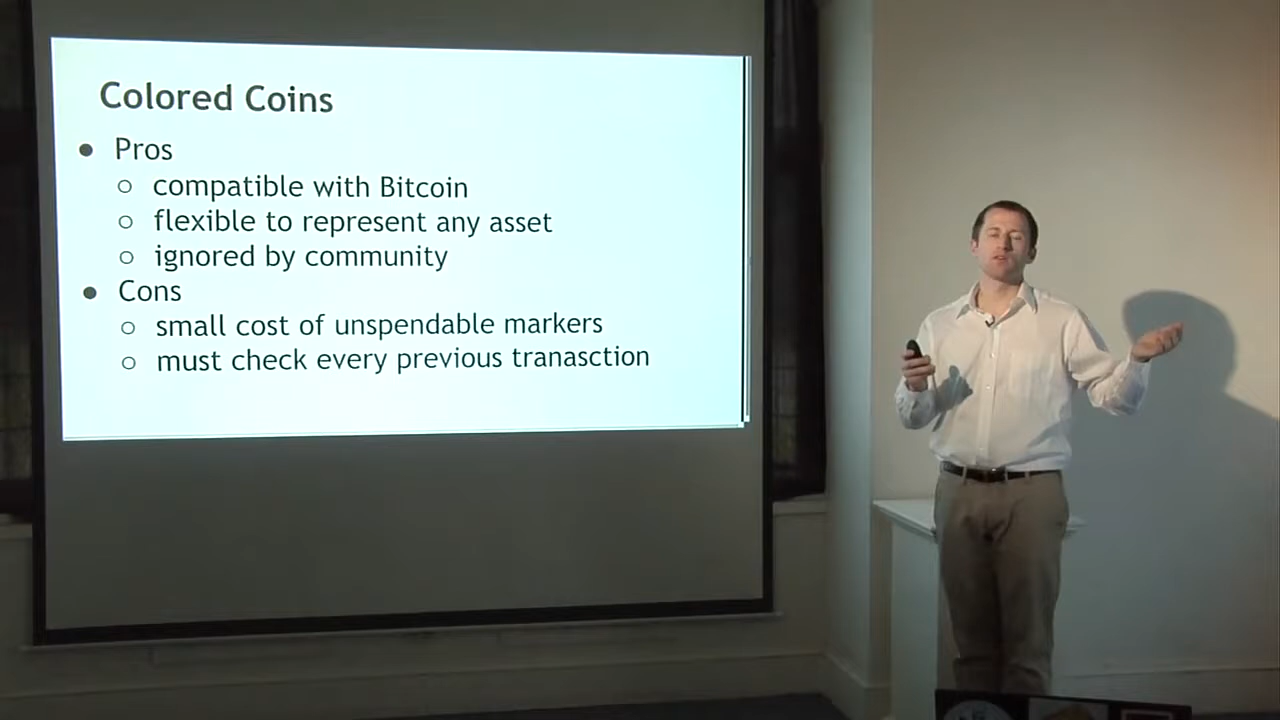 Colored Coins
● Pros
○ compatible with Bitcoin
○ flexible to represent any asset
○ ignored by community
● Cons
○ small cost of unspendable markers
○ must check every previous tranasction